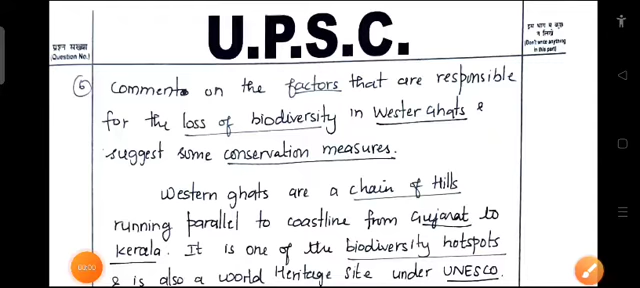 प्रश्न संख्या
(Question No.)
U.P.S.C.
इस भाग में कुछ
न लिखें
(Don't write anything
in this part)
6 Comment on the factors that are responsible
for the loss of biodiversity in Wester Ghats &
suggest some conservation measures.
Western ghats are a chain of Hills
running parallel to coastline from Gujarat to
Kerala. It is one of the biodiversity hotspots
& is also a world Heritage Site under UNESCO.
00:00